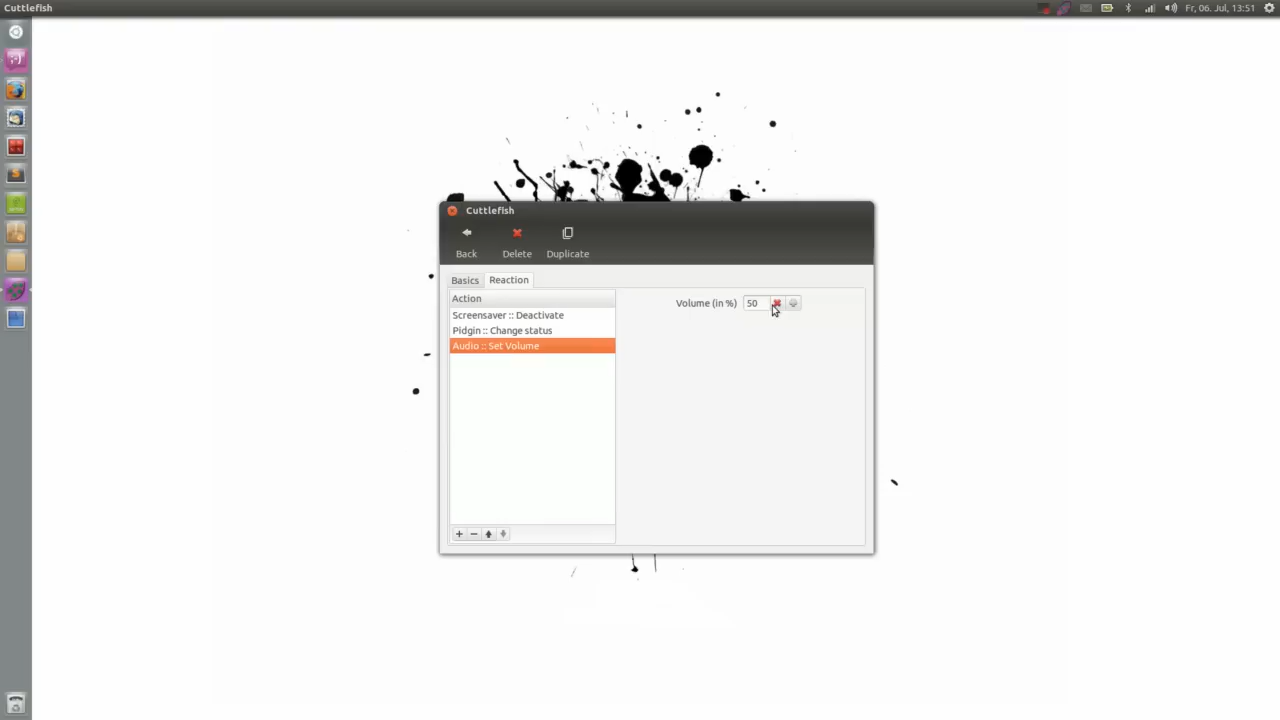 Cuttlefish
Fr, 06. Jul, 13:51
Cuttlefish
Back Delete Duplicate
Basics Reaction
Action
Screensaver :: Deactivate
Pidgin :: Change status
Audio :: Set Volume
Volume (in %) 50